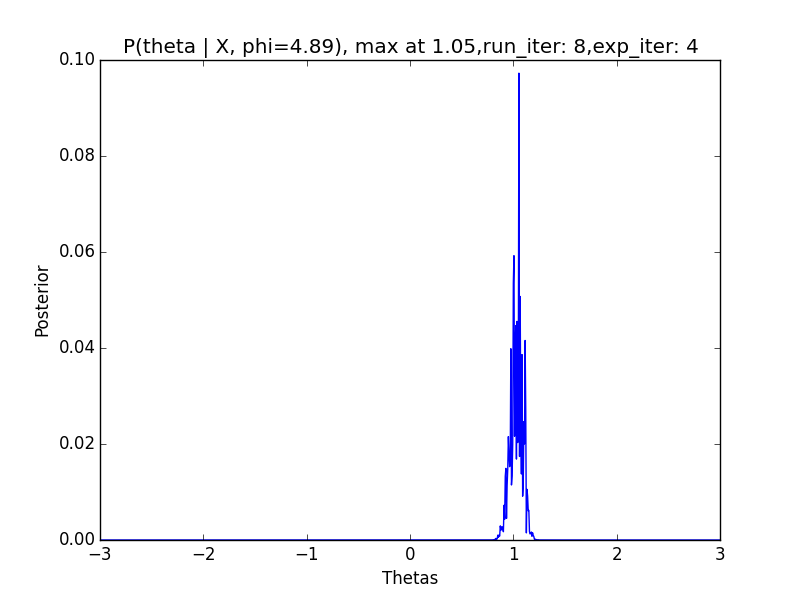 P(theta | X, phi=4.89), max at 1.05,run_iter: 8,exp_iter: 4
0.10
0.08
0.06
0.04
0.02
0.00
Posterior
−3 −2 −1 0 1 2 3
Thetas